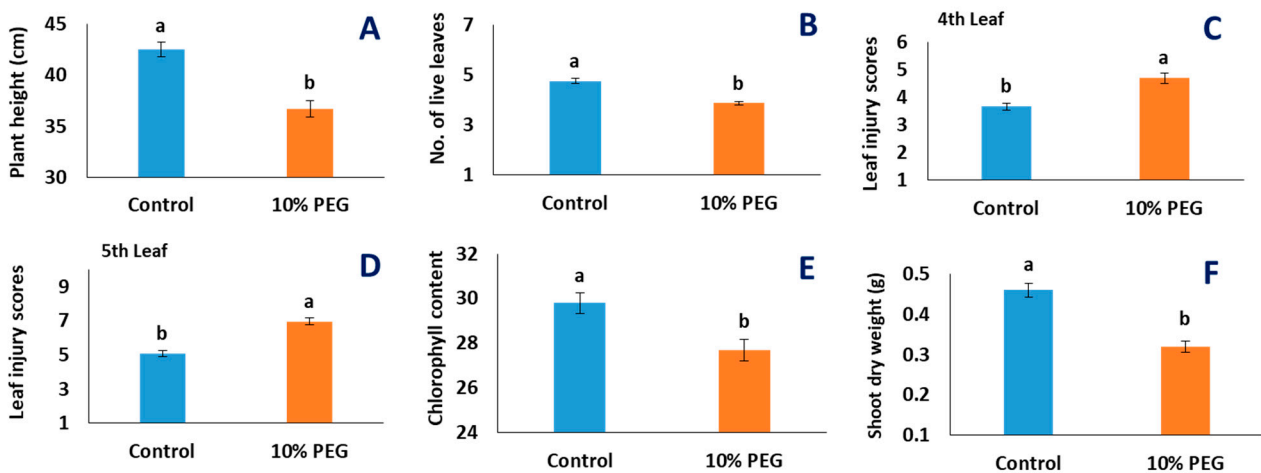 A
Plant height (cm)
45
40
35
30
a
b
Control
10% PEG
B
No. of live leaves
7
5
3
1
a
b
Control
10% PEG
4th Leaf
C
Leaf injury scores
6
5
4
3
2
1
b
a
Control
10% PEG
5th Leaf
D
Leaf injury scores
9
7
5
3
1
b
a
Control
10% PEG
E
Chlorophyll content
32
30
28
26
24
a
b
Control
10% PEG
F
Shoot dry weight (g)
0.5
0.4
0.3
0.2
0.1
a
b
Control
10% PEG